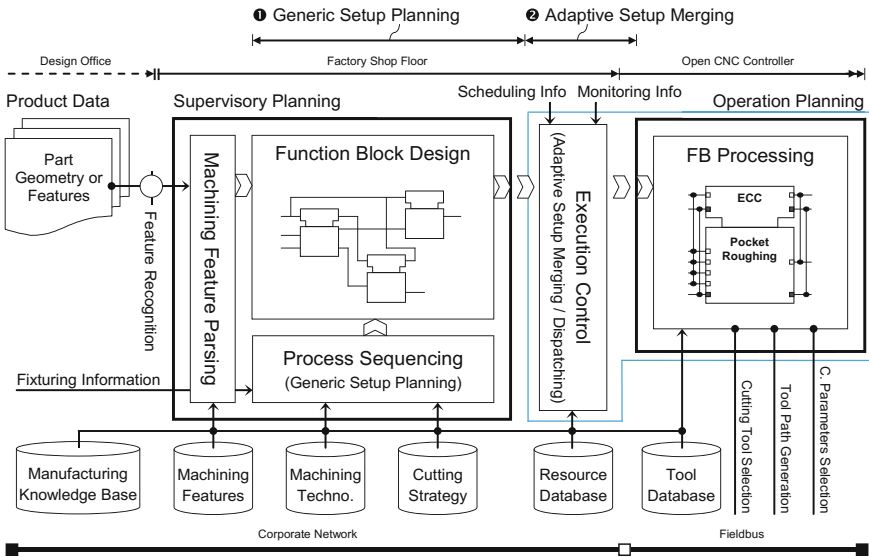 ❶ Generic Setup Planning
❷ Adaptive Setup Merging
Design Office
Factory Shop Floor
Open CNC Controller
Product Data
Supervisory Planning
Scheduling Info
Monitoring Info
Operation Planning
Part
Geometry or
Features
Feature Recognition
Machining Feature Parsing
Function Block Design
Process Sequencing
(Generic Setup Planning)
Execution Control
(Adaptive Setup Merging / Dispatching)
FB Processing
ECC
Pocket
Roughing
Fixturing Information
Cutting Tool Selection
Tool Path Generation
C. Parameters Selection
Manufacturing
Knowledge Base
Machining
Features
Machining
Techno.
Cutting
Strategy
Resource
Database
Tool
Database
Corporate Network
Fieldbus